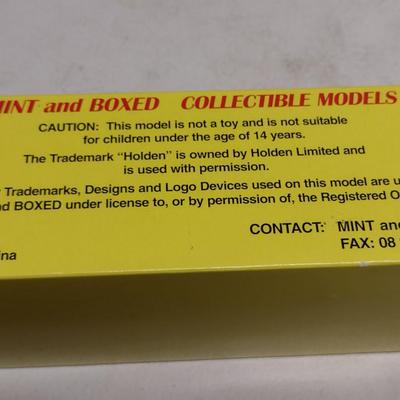 MINT and BOXED COLLECTIBLE MODELS
CAUTION: This model is not a toy and is not suitable
for children under the age of 14 years.
The Trademark "Holden" is owned by Holden Limited and
is used with permission.
Trademarks, Designs and Logo Devices used on this model are
BOXED under license to, or by permission of, the Registered
CONTACT: MINT
FAX: 08